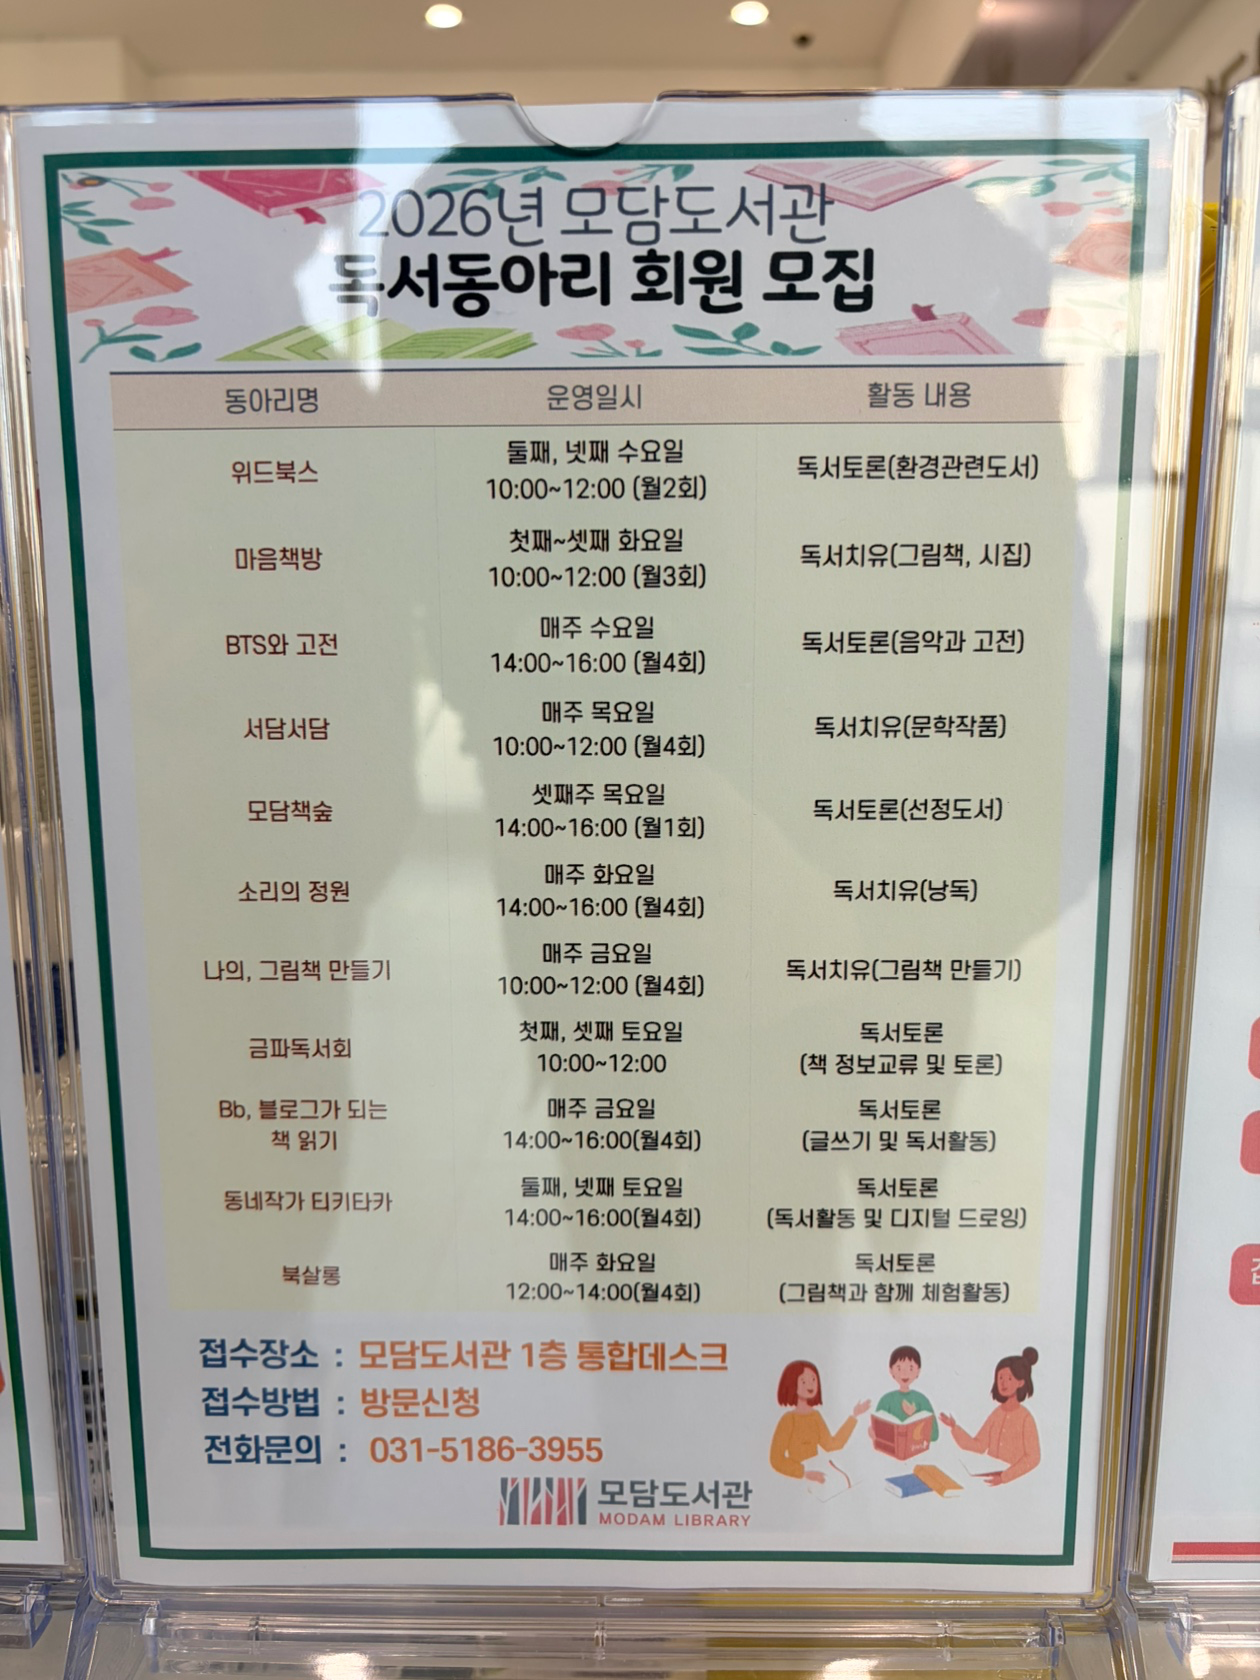 2026년 모담도서관
독서동아리 회원 모집
동아리명 운영일시 활동 내용
위드북스 둘째, 넷째 수요일 10:00~12:00 (월2회) 독서토론(환경관련도서)
마음책방 첫째~셋째 화요일 10:00~12:00 (월3회) 독서치유(그림책, 시집)
BTS와 고전 매주 수요일 14:00~16:00 (월4회) 독서토론(음악과 고전)
서담서담 매주 목요일 10:00~12:00 (월4회) 독서치유(문학작품)
모담책숲 셋째주 목요일 14:00~16:00 (월1회) 독서토론(선정도서)
소리의 정원 매주 화요일 14:00~16:00 (월4회) 독서치유(낭독)
나의, 그림책 만들기 매주 금요일 10:00~12:00 (월4회) 독서치유(그림책 만들기)
금파독서회 첫째, 셋째 토요일 10:00~12:00 독서토론 (책 정보교류 및 토론)
Bb, 블로그가 되는 책 읽기 매주 금요일 14:00~16:00(월4회) 독서토론 (글쓰기 및 독서활동)
동네작가 티키타카 둘째, 넷째 토요일 14:00~16:00(월4회) 독서토론 (독서활동 및 디지털 드로잉)
북살롱 매주 화요일 12:00~14:00(월4회) 독서토론 (그림책과 함께 체험활동)
접수장소 : 모담도서관 1층 통합데스크
접수방법 : 방문신청
전화문의 : 031-5186-3955
모담도서관
MODAM LIBRARY